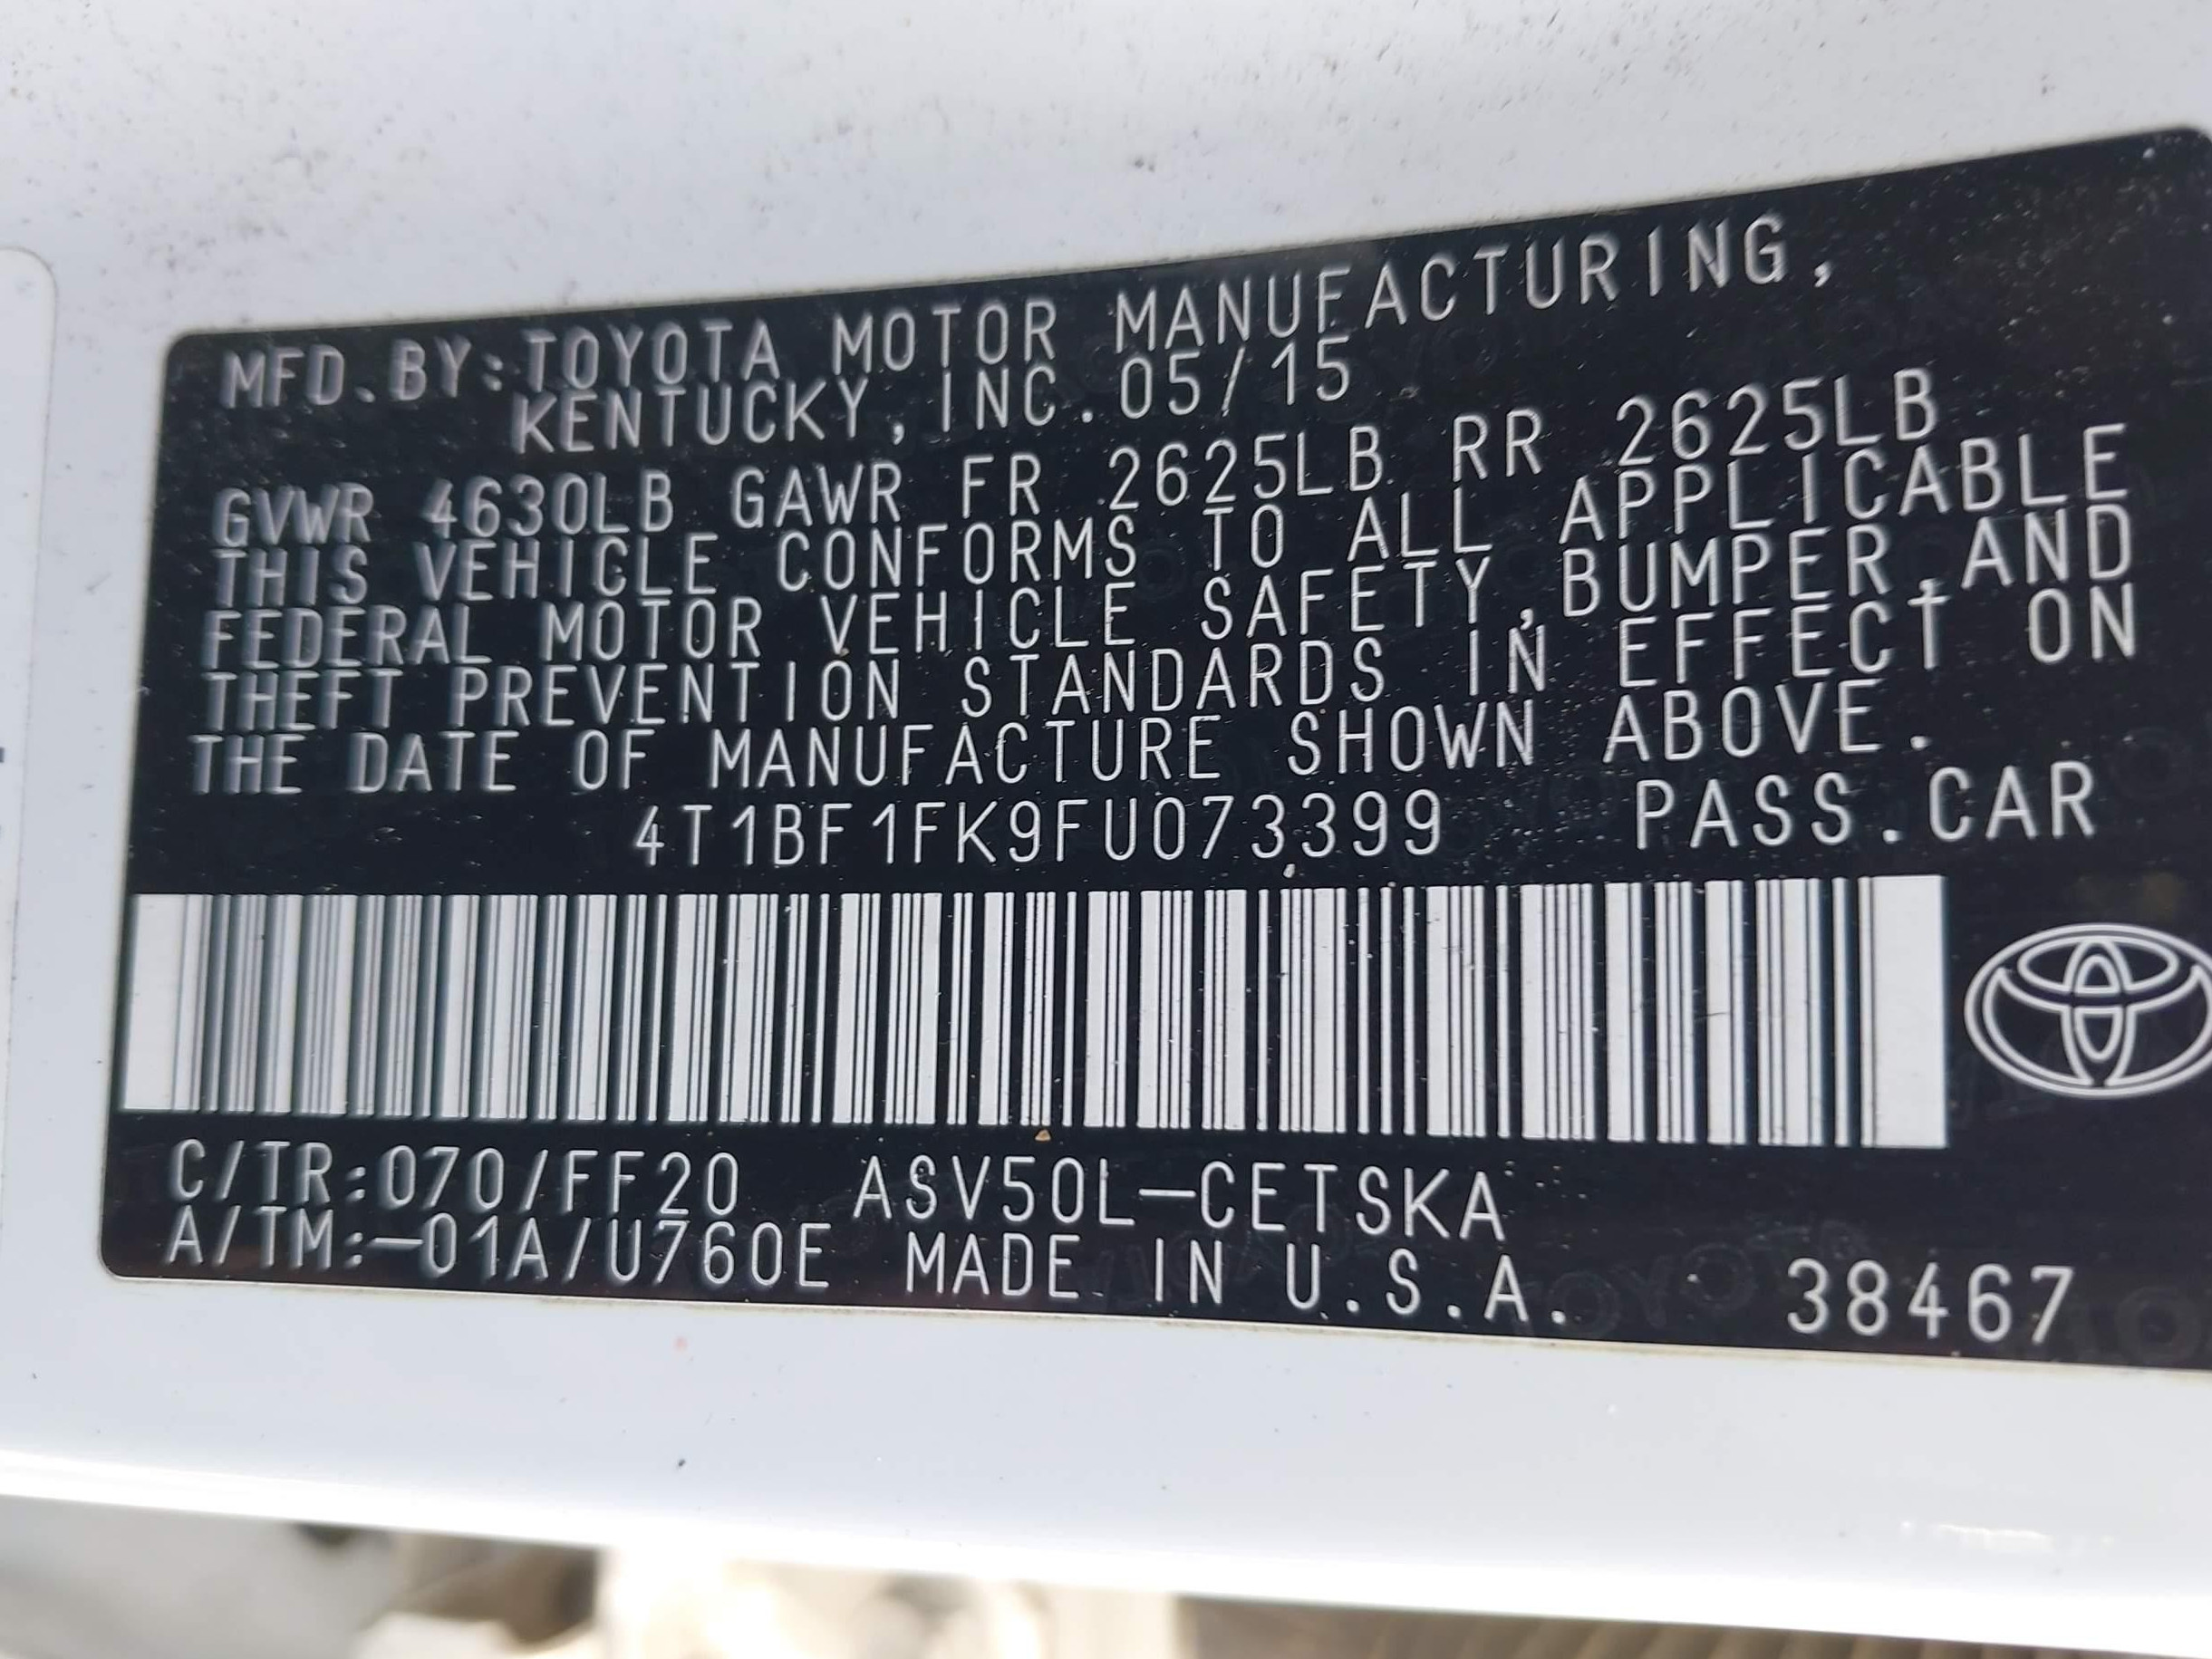 MFD.BY:TOYOTA MOTOR MANUFACTURING,
KENTUCKY, INC.05/15
GVWR 4630LB GAWR FR 2625LB RR 2625LB
THIS VEHICLE CONFORMS TO ALL APPLICABLE
FEDERAL MOTOR VEHICLE SAFETY,BUMPER,AND
THEFT PREVENTION STANDARDS IN EFFECT ON
THE DATE OF MANUFACTURE SHOWN ABOVE.
4T1BF1FK9FU073399 PASS.CAR
C/TR:070/FF20 ASV50L-CETSKA
A/TM:-01A/U760E MADE IN U.S.A. 38467